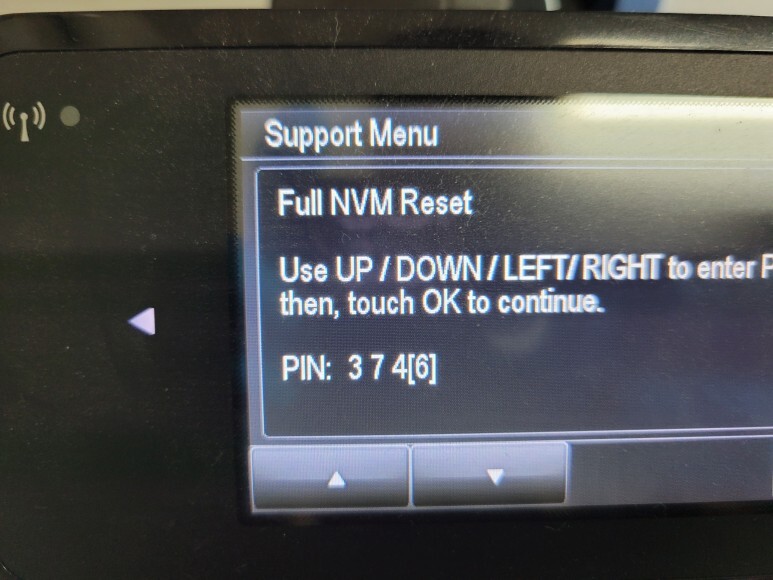 Support Menu
Full NVM Reset
Use UP / DOWN / LEFT/ RIGHT to enter P
then, touch OK to continue.
PIN: 3 7 4[6]